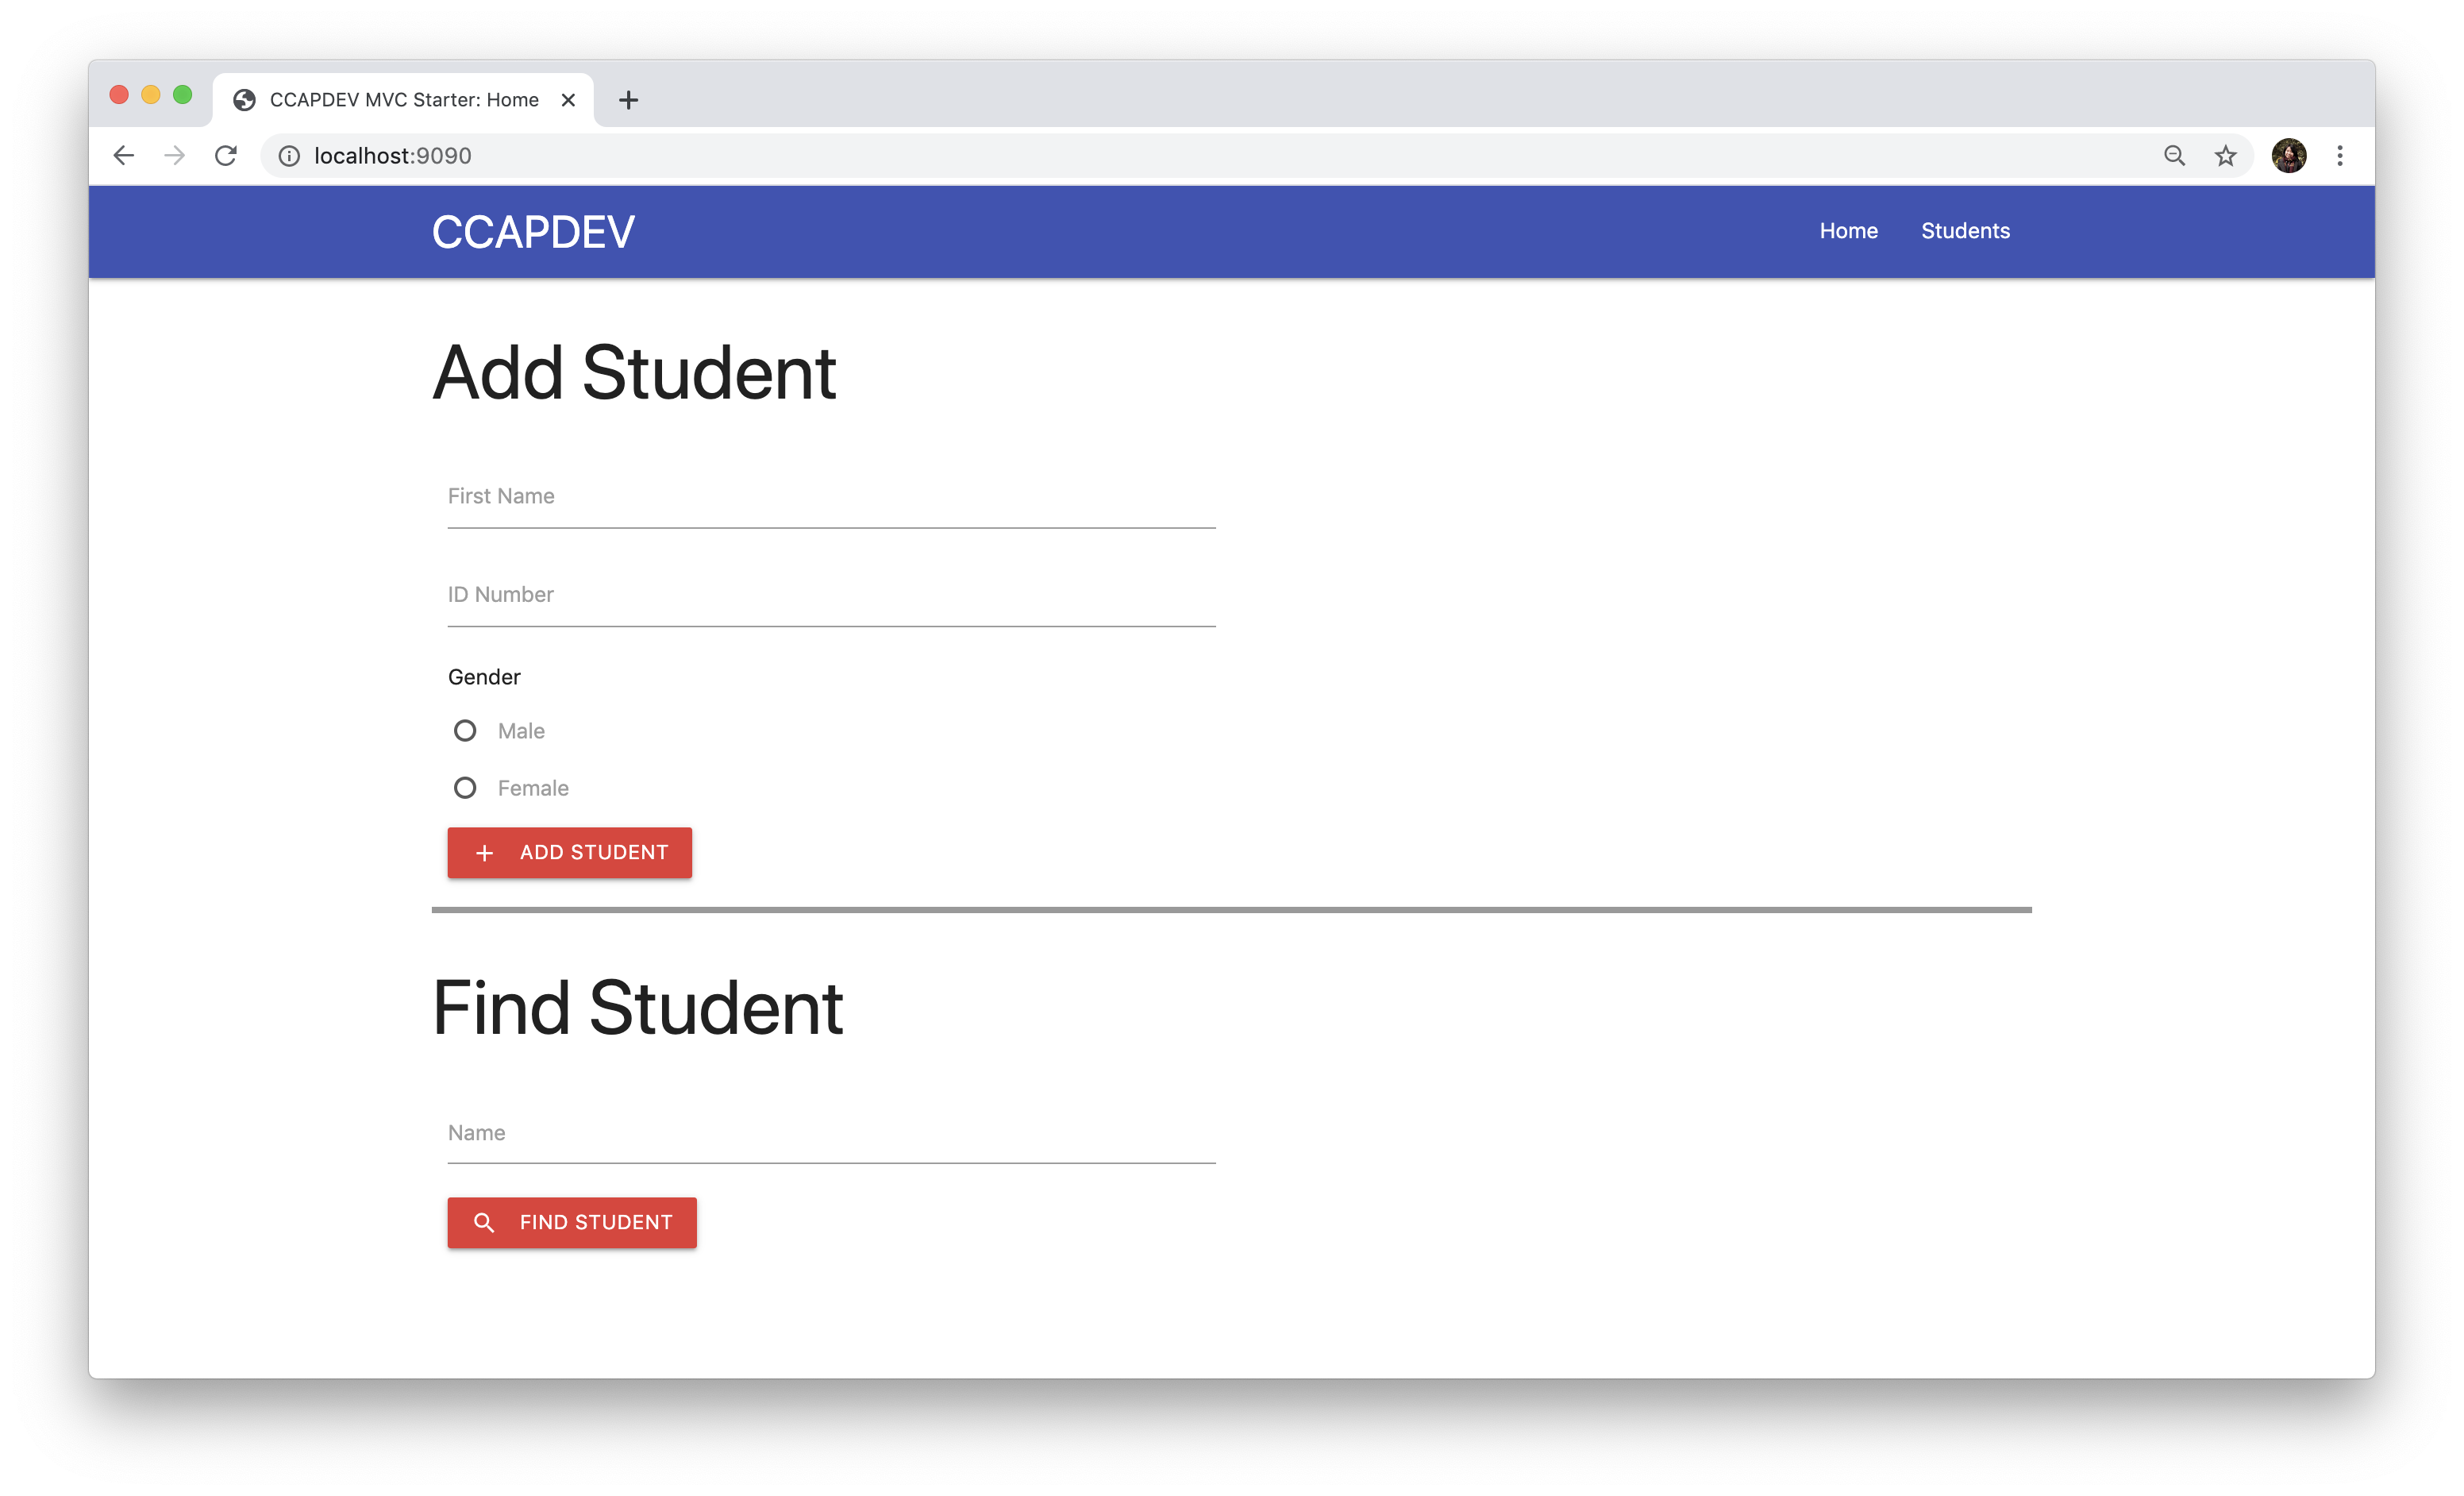 CCAPDEV MVC Starter: Home
localhost:9090
CCAPDEV Home Students
Add Student
First Name
ID Number
Gender
Male
Female
ADD STUDENT
Find Student
Name
FIND STUDENT